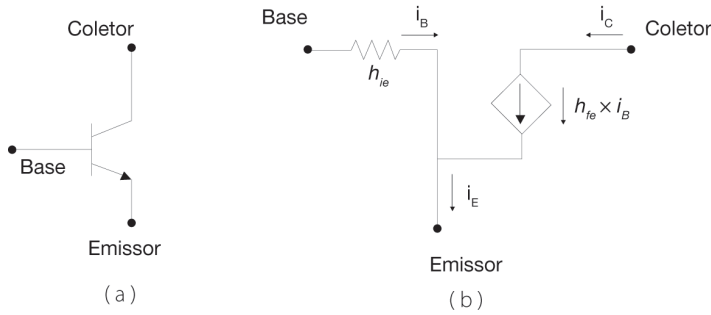 Coletor
Base
Emissor
(a)
Base
i_B
h_ie
i_C
Coletor
h_fe × i_B
i_E
Emissor
(b)